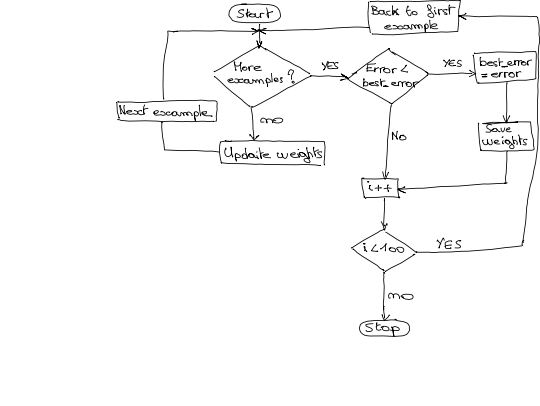 Start
Back to first
example
More
examples?
YES
Error <
best_error
YES
best_error
= error
Next example
no
Update weights
No
Save
weights
i++
i<100
YES
no
Stop